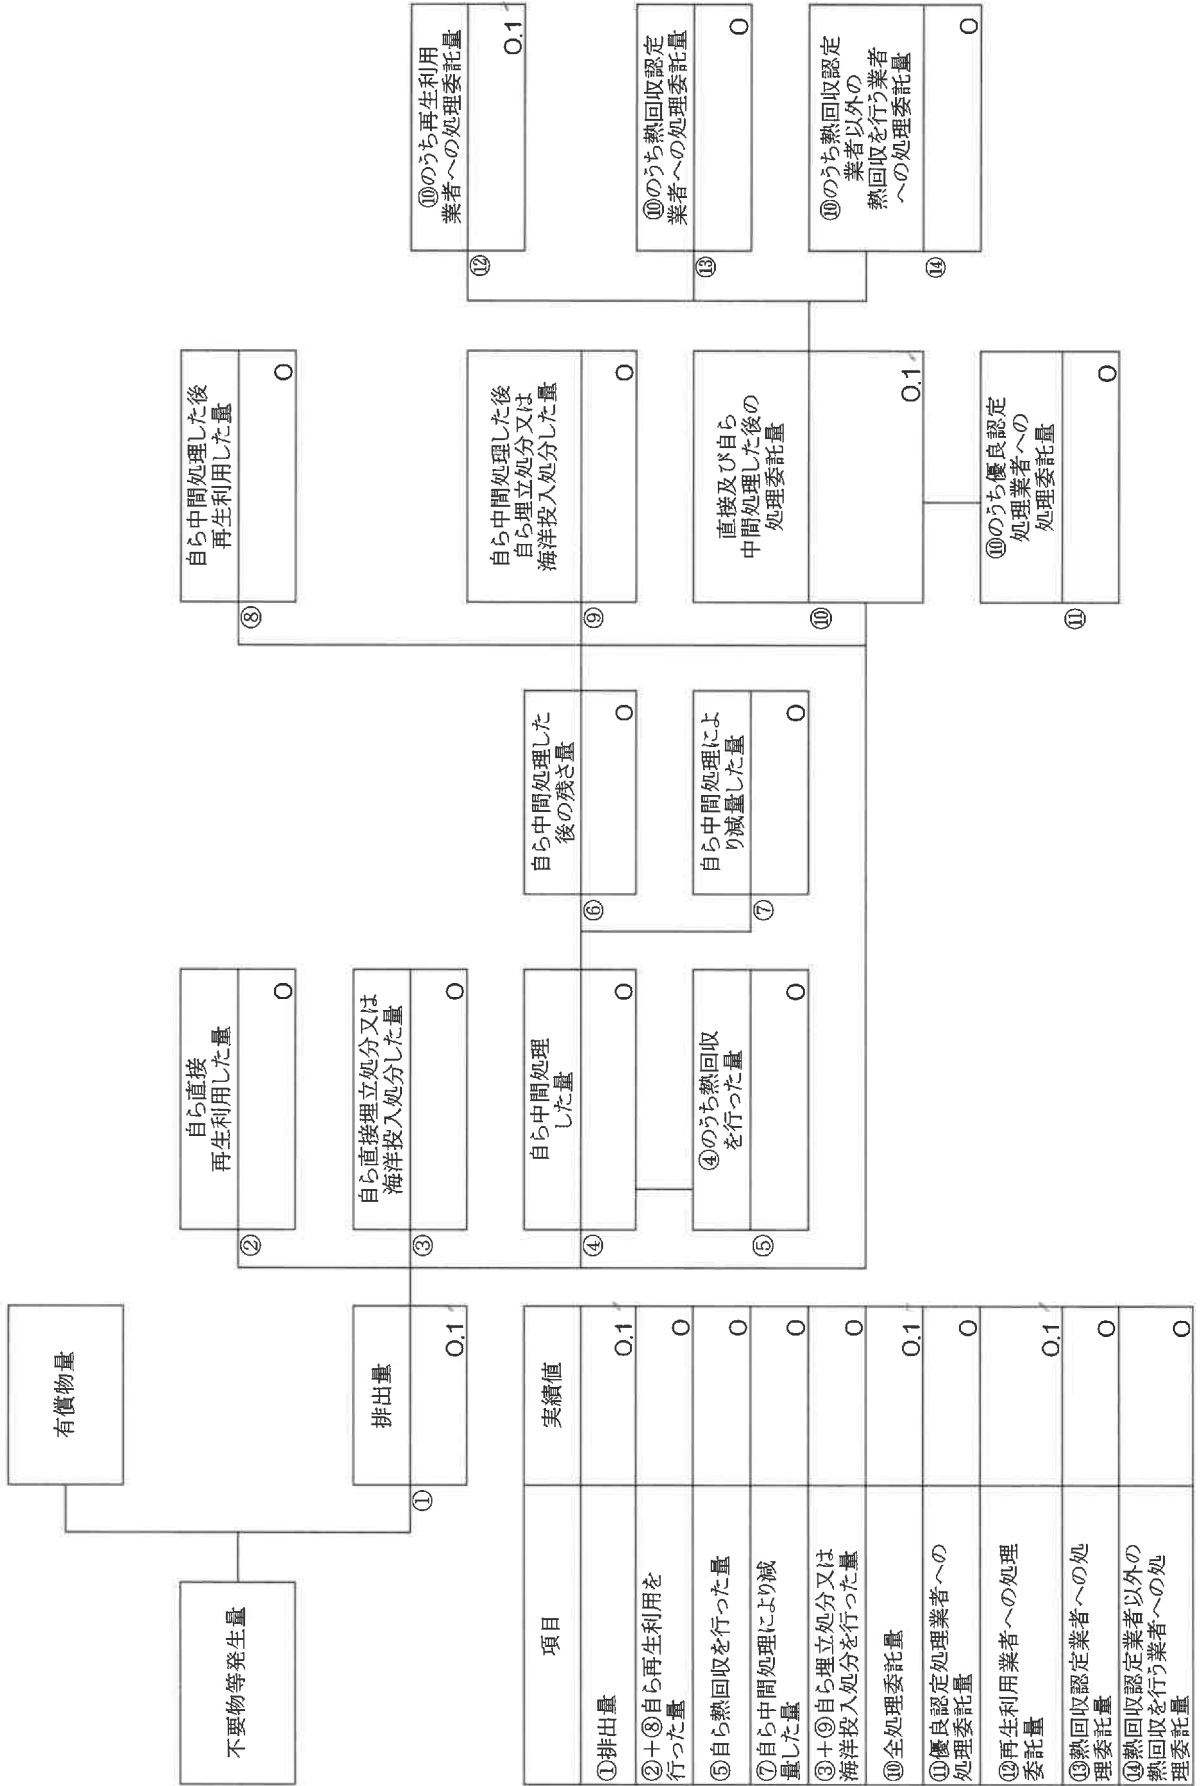 有償物量
不要物等発生量
排出量
①
0.1
自ら直接
再生利用した量
②
0
自ら直接埋立処分又は
海洋投入処分した量
③
0
自ら中間処理
した量
④
0
④のうち熱回収
を行った量
⑤
0
自ら中間処理した
後の残さ量
⑥
0
自ら中間処理によ
り減量した量
⑦
0
自ら中間処理した後
再生利用した量
⑧
0
自ら中間処理した後
自ら埋立処分又は
海洋投入処分した量
⑨
0
直接及び自ら
中間処理した後の
処理委託量
⑩
0.1
⑩のうち優良認定
処理業者への
処理委託量
⑪
0
⑩のうち再生利用
業者への処理委託量
⑫
0.1
⑩のうち熱回収認定
業者への処理委託量
⑬
0
⑩のうち熱回収認定
業者以外の
熱回収を行う業者
への処理委託量
⑭
0
項目 実績値
①排出量 0.1
②+⑧自ら再生利用を
行った量 0
⑤自ら熱回収を行った量 0
⑦自ら中間処理により減
量した量 0
③+⑨自ら埋立処分又は
海洋投入処分を行った量 0
⑩全処理委託量 0.1
⑪優良認定処理業者への
処理委託量 0
⑫再生利用業者への処理
委託量 0.1
⑬熱回収認定業者への処
理委託量 0
⑭熱回収認定業者以外の
熱回収を行う業者への処
理委託量 0